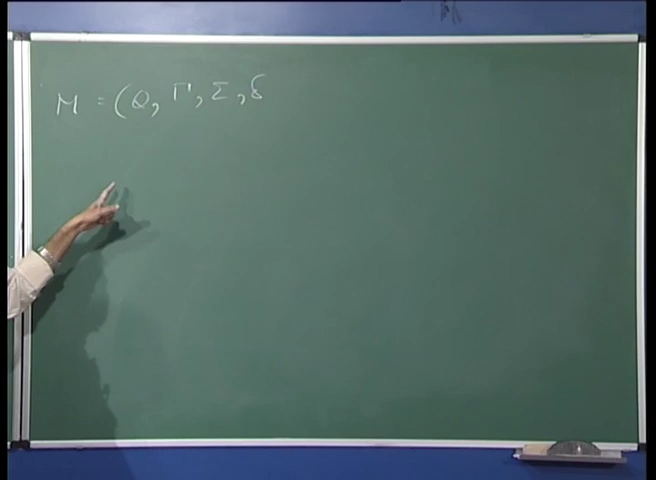 M = (Q, Γ, Σ, δ